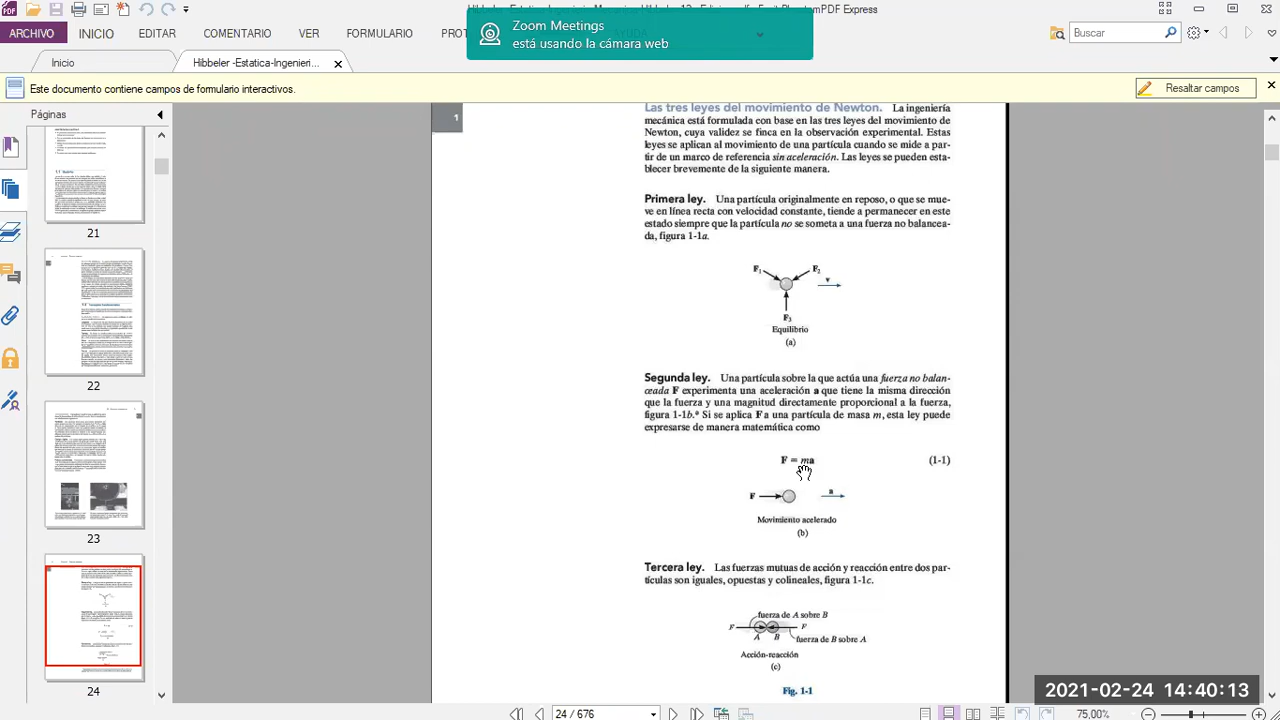 PDF
ARCHIVO
INICIO
EDITAR
COMENTARIO
VER
FORMULARIO
Zoom Meetings
está usando la cámara web
PhantomPDF Express
Buscar
Inicio
Hibbeler -Estatica-Ingenieri...
Este documento contiene campos de formulario interactivos.
Resaltar campos
Páginas
21
22
23
24
1
Las tres leyes del movimiento de Newton. La ingeniería
mecánica está formulada con base en las tres leyes del movimiento de
Newton, cuya validez se finca en la observación experimental. Estas
leyes se aplican al movimiento de una partícula cuando se mide a par-
tir de un marco de referencia sin aceleración. Las leyes se pueden esta-
blecer brevemente de la siguiente manera.
Primera ley. Una partícula originalmente en reposo, o que se mue-
ve en línea recta con velocidad constante, tiende a permanecer en este
estado siempre que la partícula no se someta a una fuerza no balancea-
da, figura 1-1a.
F1
F2
v
F3
Equilibrio
(a)
Segunda ley. Una partícula sobre la que actúa una fuerza no balan-
ceada F experimenta una aceleración a que tiene la misma dirección
que la fuerza y una magnitud directamente proporcional a la fuerza,
figura 1-1b.* Si se aplica F a una partícula de masa m, esta ley puede
expresarse de manera matemática como
F = ma (1-1)
F
a
Movimiento acelerado
(b)
Tercera ley. Las fuerzas mutuas de acción y reacción entre dos par-
tículas son iguales, opuestas y colineales, figura 1-1c.
fuerza de A sobre B
F
F
A B
fuerza de B sobre A
Acción-reacción
(c)
Fig. 1-1
2021-02-24 14:40:13
24 / 676
75,00%